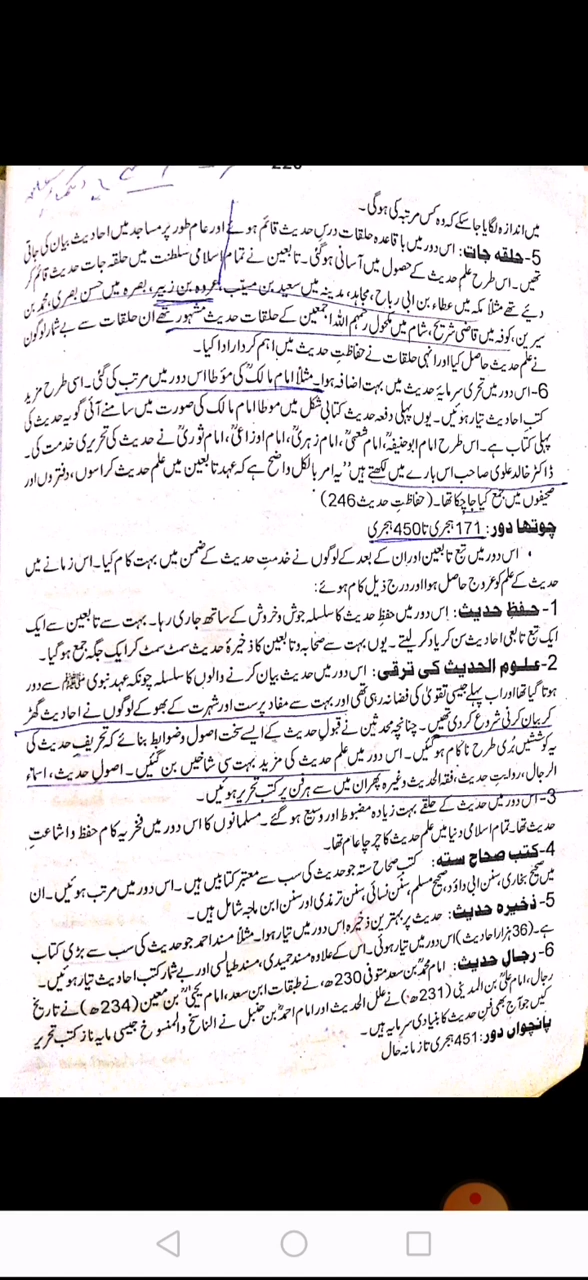 میں اندازہ لگایا جا سکے کہ وہ کس مرتبہ کی ہوگی۔
5- حلقہ جات: اس دور میں باقاعدہ حلقات درسِ حدیث قائم ہوئے اور عام طور پر مساجد میں احادیث بیان کی جاتی
تھیں۔ اس طرح علم حدیث کے حصول میں آسانی ہوگئی۔ تابعین نے تمام اسلامی سلطنت میں حلقہ جات حدیث قائم کر
دیئے تھے مثلاً مکہ میں عطاء بن ابی رباح، مجاہد، مدینہ میں سعید بن مسیّب، عروہ بن زبیر، بصرہ میں حسن بصری، محمد بن
سیرین، کوفہ میں قاضی شریح، شام میں مکحول رحمہم اللہ اجمعین کے حلقات حدیث مشہور تھے ان حلقات سے بے شمار لوگوں
نے علم حدیث حاصل کیا اور انہی حلقات نے حفاظتِ حدیث میں اہم کردار ادا کیا۔
6- اس دور میں تحریری سرمایۂ حدیث میں بہت اضافہ ہوا۔ مثلاً امام مالکؒ کی مؤطا اس دور میں مرتب کی گئی۔ اسی طرح مزید
کتب احادیث تیار ہوئیں۔ یوں پہلی دفعہ حدیث کتابی شکل میں موطا امام مالک کی صورت میں سامنے آئی گویہ حدیث کی
پہلی کتاب ہے۔ اس طرح امام ابو حنیفہؒ، امام شعبیؒ، امام زہریؒ، امام اوزاعیؒ، امام ثوریؒ نے حدیث کی تحریری خدمت کی۔
ڈاکٹر خالد علوی صاحب اس بارے میں لکھتے ہیں "یہ امر بالکل واضح ہے کہ عہد تابعین میں علم حدیث کراسوں، دفتروں اور
صحیفوں میں جمع کیا جا چکا تھا۔ (حفاظتِ حدیث 246)
چوتھا دور: 171 ہجری تا 450 ہجری
• اس دور میں تبع تابعین اور ان کے بعد کے لوگوں نے خدمتِ حدیث کے ضمن میں بہت کام کیا۔ اس زمانے میں
حدیث کے علم کو عروج حاصل ہوا اور درج ذیل کام ہوئے:
1- حفظِ حدیث: اس دور میں حفظِ حدیث کا سلسلہ جوش و خروش کے ساتھ جاری رہا۔ بہت سے تابعین سے ایک
ایک تبع تابعی احادیث سن کر یاد کر لیتے۔ یوں بہت سے صحابہ و تابعین کا ذخیرۂ حدیث سمٹ سمٹ کر ایک جگہ جمع ہوگیا۔
2- علوم الحدیث کی ترقی: اس دور میں حدیث بیان کرنے والوں کا سلسلہ چونکہ عہد نبوی ﷺ سے دور
ہوتا گیا تھا اور اب پہلے جیسی تقویٰ کی فضا نہ رہی تھی اور بہت سے مفاد پرست اور شہرت کے بھوکے لوگوں نے احادیث گھڑ
کر بیان کرنی شروع کر دی تھیں۔ چنانچہ محدثین نے قبولِ حدیث کے ایسے سخت اصول و ضوابط بنائے کہ تحریف حدیث کی
یہ کوششیں بُری طرح ناکام ہوگئیں۔ اس دور میں علم حدیث کی مزید بہت سی شاخیں بن گئیں۔ اصولِ حدیث، اسماء
الرجال، روایتِ حدیث، فقہ الحدیث وغیرہ پھر ان میں سے ہر فن پر کتب تحریر ہوئیں۔
3- اس دور میں حدیث کے حلقے بہت زیادہ مضبوط اور وسیع ہو گئے۔ مسلمانوں کا اس دور میں فخریہ کام حفظ و اشاعتِ
حدیث تھا۔ تمام اسلامی دنیا میں علم حدیث کا چرچا عام تھا۔
4- کتب صحاح ستہ: کتب صحاح ستہ جو حدیث کی سب سے معتبر کتابیں ہیں۔ اس دور میں مرتب ہوئیں۔ ان
میں صحیح بخاری، سنن ابی داؤد، صحیح مسلم، سنن نسائی، سنن ترمذی اور سنن ابن ماجہ شامل ہیں۔
5- ذخیرہ حدیث: حدیث پر بہترین ذخیرہ اس دور میں تیار ہوا۔ مثلاً مسند احمد جو حدیث کی سب سے بڑی کتاب
ہے۔ (36 ہزار احادیث) اس دور میں تیار ہوئی۔ اس کے علاوہ مسند حمیدی، مسند طیالسی اور بے شمار کتب احادیث تیار ہوئیں۔
6- رجال حدیث: امام محمد بن سعد متوفی 230ھ، نے طبقات ابن سعد، امام یحییٰ بن معین (234ھ) نے تاریخ
رجال، امام علی بن المدینی (231ھ) نے علل الحدیث اور امام احمد بن حنبل نے الناسخ والمنسوخ جیسی مایہ ناز کتب تحریر
کیں جو آج بھی فن حدیث کا بنیادی سرمایہ ہیں۔
پانچواں دور: 451 ہجری تا زمانہ حال